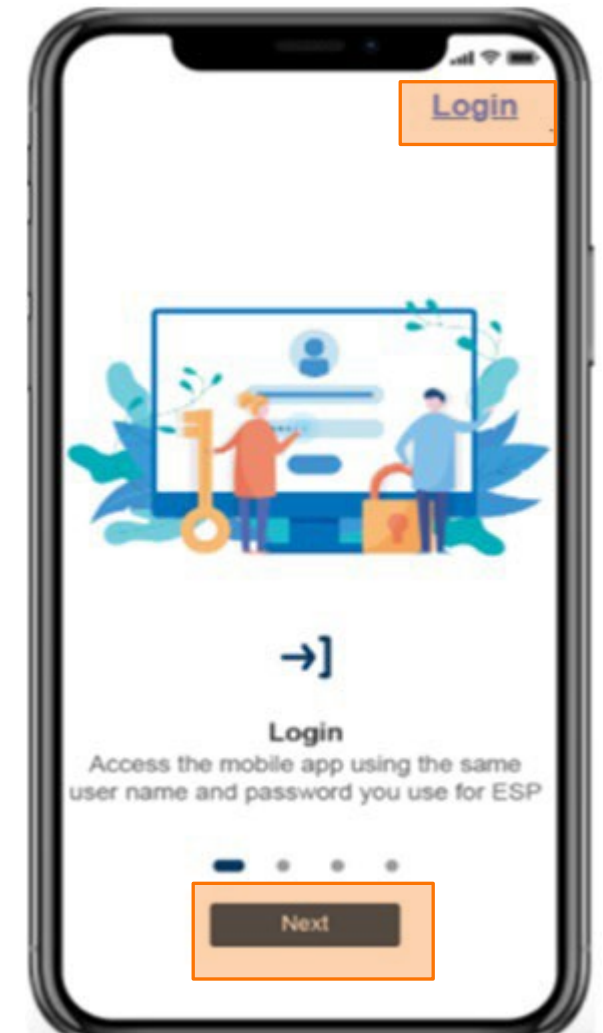 Login
Login
Access the mobile app using the same
user name and password you use for ESP
Next